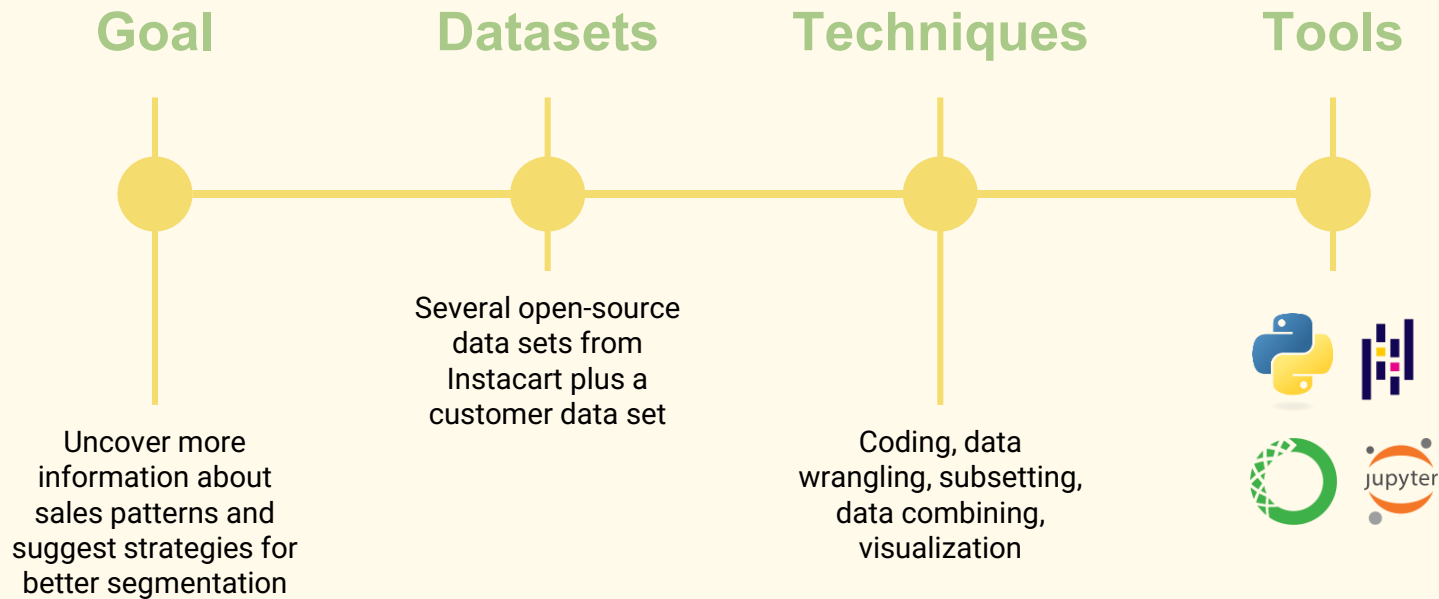 Goal
Datasets
Techniques
Tools
Several open-source
data sets from
Instacart plus a
customer data set
Uncover more
information about
sales patterns and
suggest strategies for
better segmentation
Coding, data
wrangling, subsetting,
data combining,
visualization
jupyter